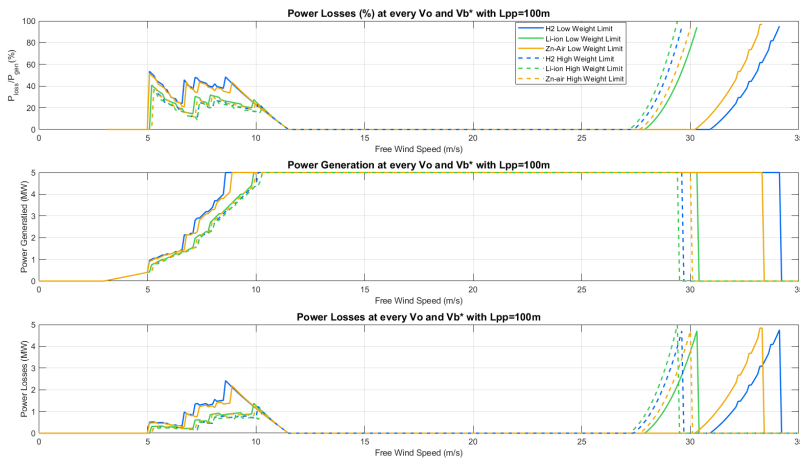 Power Losses (%) at every Vo and Vb* with Lpp=100m
P_loss/P_gen(%)
100
80
60
40
20
0
0 5 10 15 20 25 30 35
Free Wind Speed (m/s)
H2 Low Weight Limit
Li-ion Low Weight Limit
Zn-Air Low Weight Limit
H2 High Weight Limit
Li-ion High Weight Limit
Zn-air High Weight Limit
Power Generation at every Vo and Vb* with Lpp=100m
Power Generated (MW)
5
4
3
2
1
0
0 5 10 15 20 25 30 35
Free Wind Speed (m/s)
Power Losses at every Vo and Vb* with Lpp=100m
Power Losses (MW)
5
4
3
2
1
0
0 5 10 15 20 25 30 35
Free Wind Speed (m/s)